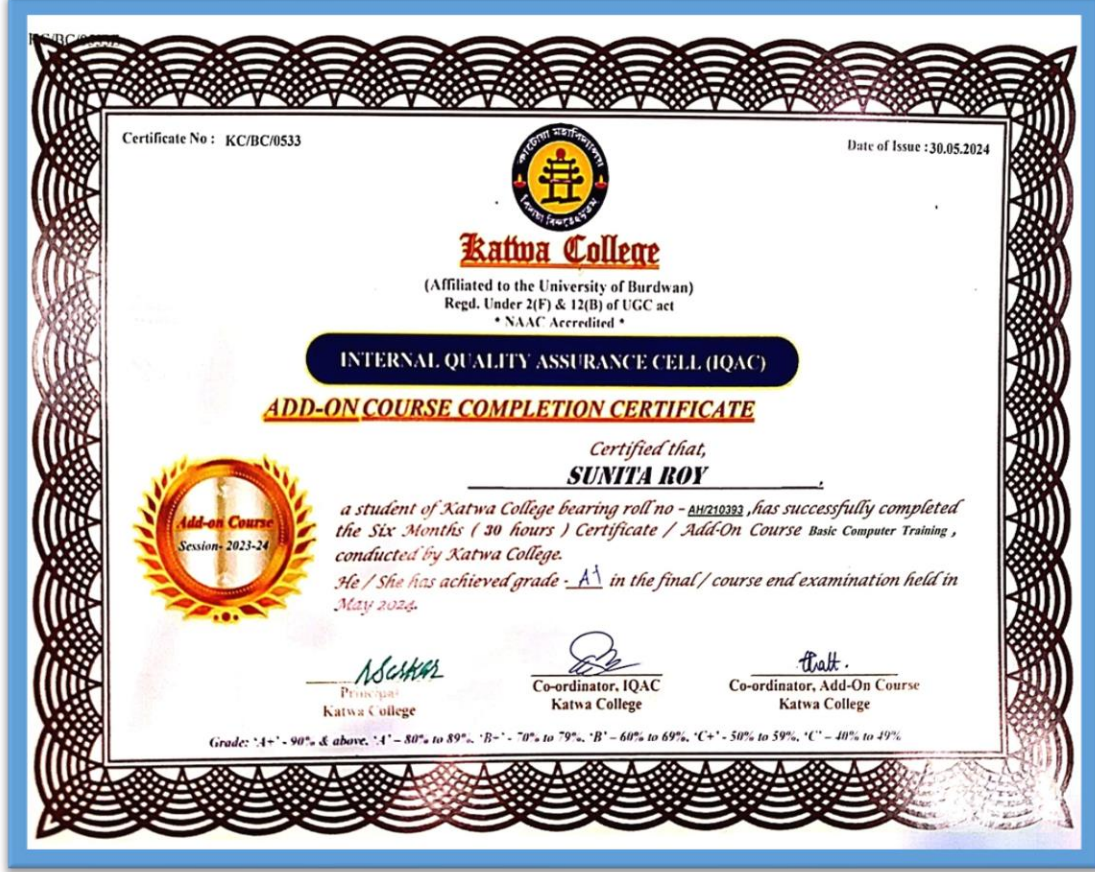 Certificate No : KC/BC/0533
Date of Issue :30.05.2024
কাটোয়া মহাবিদ্যালয়
Katwa College
(Affiliated to the University of Burdwan)
Regd. Under 2(F) & 12(B) of UGC act
* NAAC Accredited *
INTERNAL QUALITY ASSURANCE CELL (IQAC)
ADD-ON COURSE COMPLETION CERTIFICATE
Certified that,
SUNITA ROY,
Add-on Course
Session- 2023-24
a student of Katwa College bearing roll no - AH/210393 ,has successfully completed
the Six Months ( 30 hours ) Certificate / Add-On Course Basic Computer Training ,
conducted by Katwa College.
He / She has achieved grade - A+ in the final / course end examination held in
May 2024.
Principal
Katwa College
Co-ordinator, IQAC
Katwa College
Co-ordinator, Add-On Course
Katwa College
Grade: 'A+' - 90% & above, 'A' – 80% to 89%, 'B+' - 70% to 79%, 'B' – 60% to 69%, 'C+' - 50% to 59%, 'C' – 40% to 49%